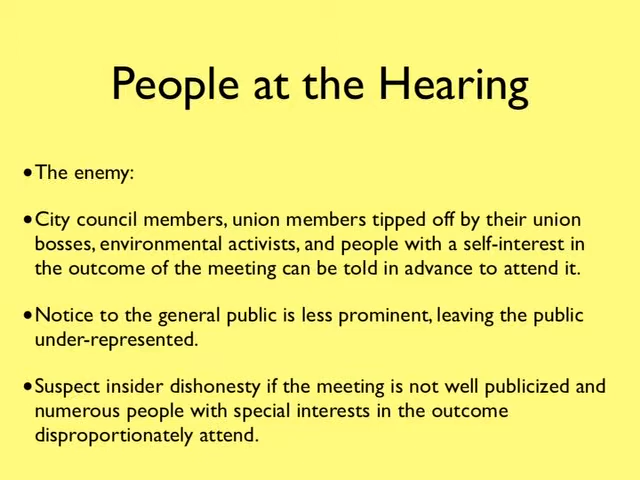 People at the Hearing
•The enemy:
•City council members, union members tipped off by their union
bosses, environmental activists, and people with a self-interest in
the outcome of the meeting can be told in advance to attend it.
•Notice to the general public is less prominent, leaving the public
under-represented.
•Suspect insider dishonesty if the meeting is not well publicized and
numerous people with special interests in the outcome
disproportionately attend.